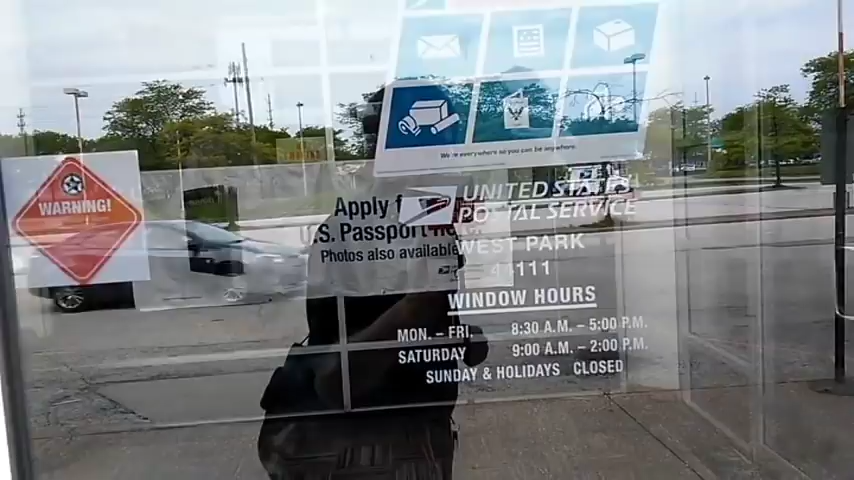 We're everywhere so you can be anywhere.
WARNING!
Apply
U.S. Passport
Photos also available
UNITED STATES
POSTAL SERVICE
WEST PARK
44111
WINDOW HOURS
MON. – FRI. 8:30 A.M. – 5:00 P.M.
SATURDAY 9:00 A.M. – 2:00 P.M.
SUNDAY & HOLIDAYS CLOSED